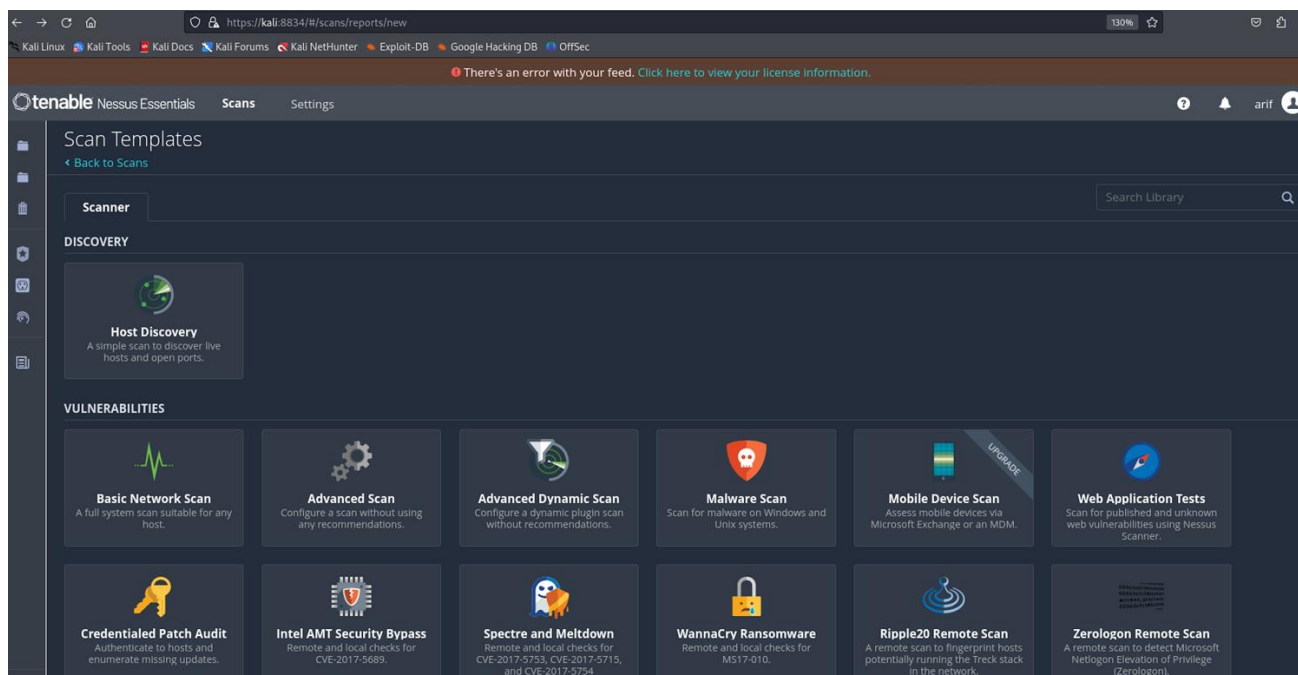 https://kali:8834/#/scans/reports/new
130%
Kali Linux Kali Tools Kali Docs Kali Forums Kali NetHunter Exploit-DB Google Hacking DB OffSec
There's an error with your feed. Click here to view your license information.
tenable Nessus Essentials Scans Settings arif
Scan Templates
Back to Scans
Scanner
Search Library
DISCOVERY
Host Discovery
A simple scan to discover live
hosts and open ports.
VULNERABILITIES
Basic Network Scan
A full system scan suitable for any
host.
Advanced Scan
Configure a scan without using
any recommendations.
Advanced Dynamic Scan
Configure a dynamic plugin scan
without recommendations.
Malware Scan
Scan for malware on Windows and
Unix systems.
UPGRADE
Mobile Device Scan
Assess mobile devices via
Microsoft Exchange or an MDM.
Web Application Tests
Scan for published and unknown
web vulnerabilities using Nessus
Scanner.
Credentialed Patch Audit
Authenticate to hosts and
enumerate missing updates.
Intel AMT Security Bypass
Remote and local checks for
CVE-2017-5689.
Spectre and Meltdown
Remote and local checks for
CVE-2017-5753, CVE-2017-5715,
and CVE-2017-5754
WannaCry Ransomware
Remote and local checks for
MS17-010.
Ripple20 Remote Scan
A remote scan to fingerprint hosts
potentially running the Treck stack
in the network.
Zerologon Remote Scan
A remote scan to detect Microsoft
Netlogon Elevation of Privilege
(Zerologon).